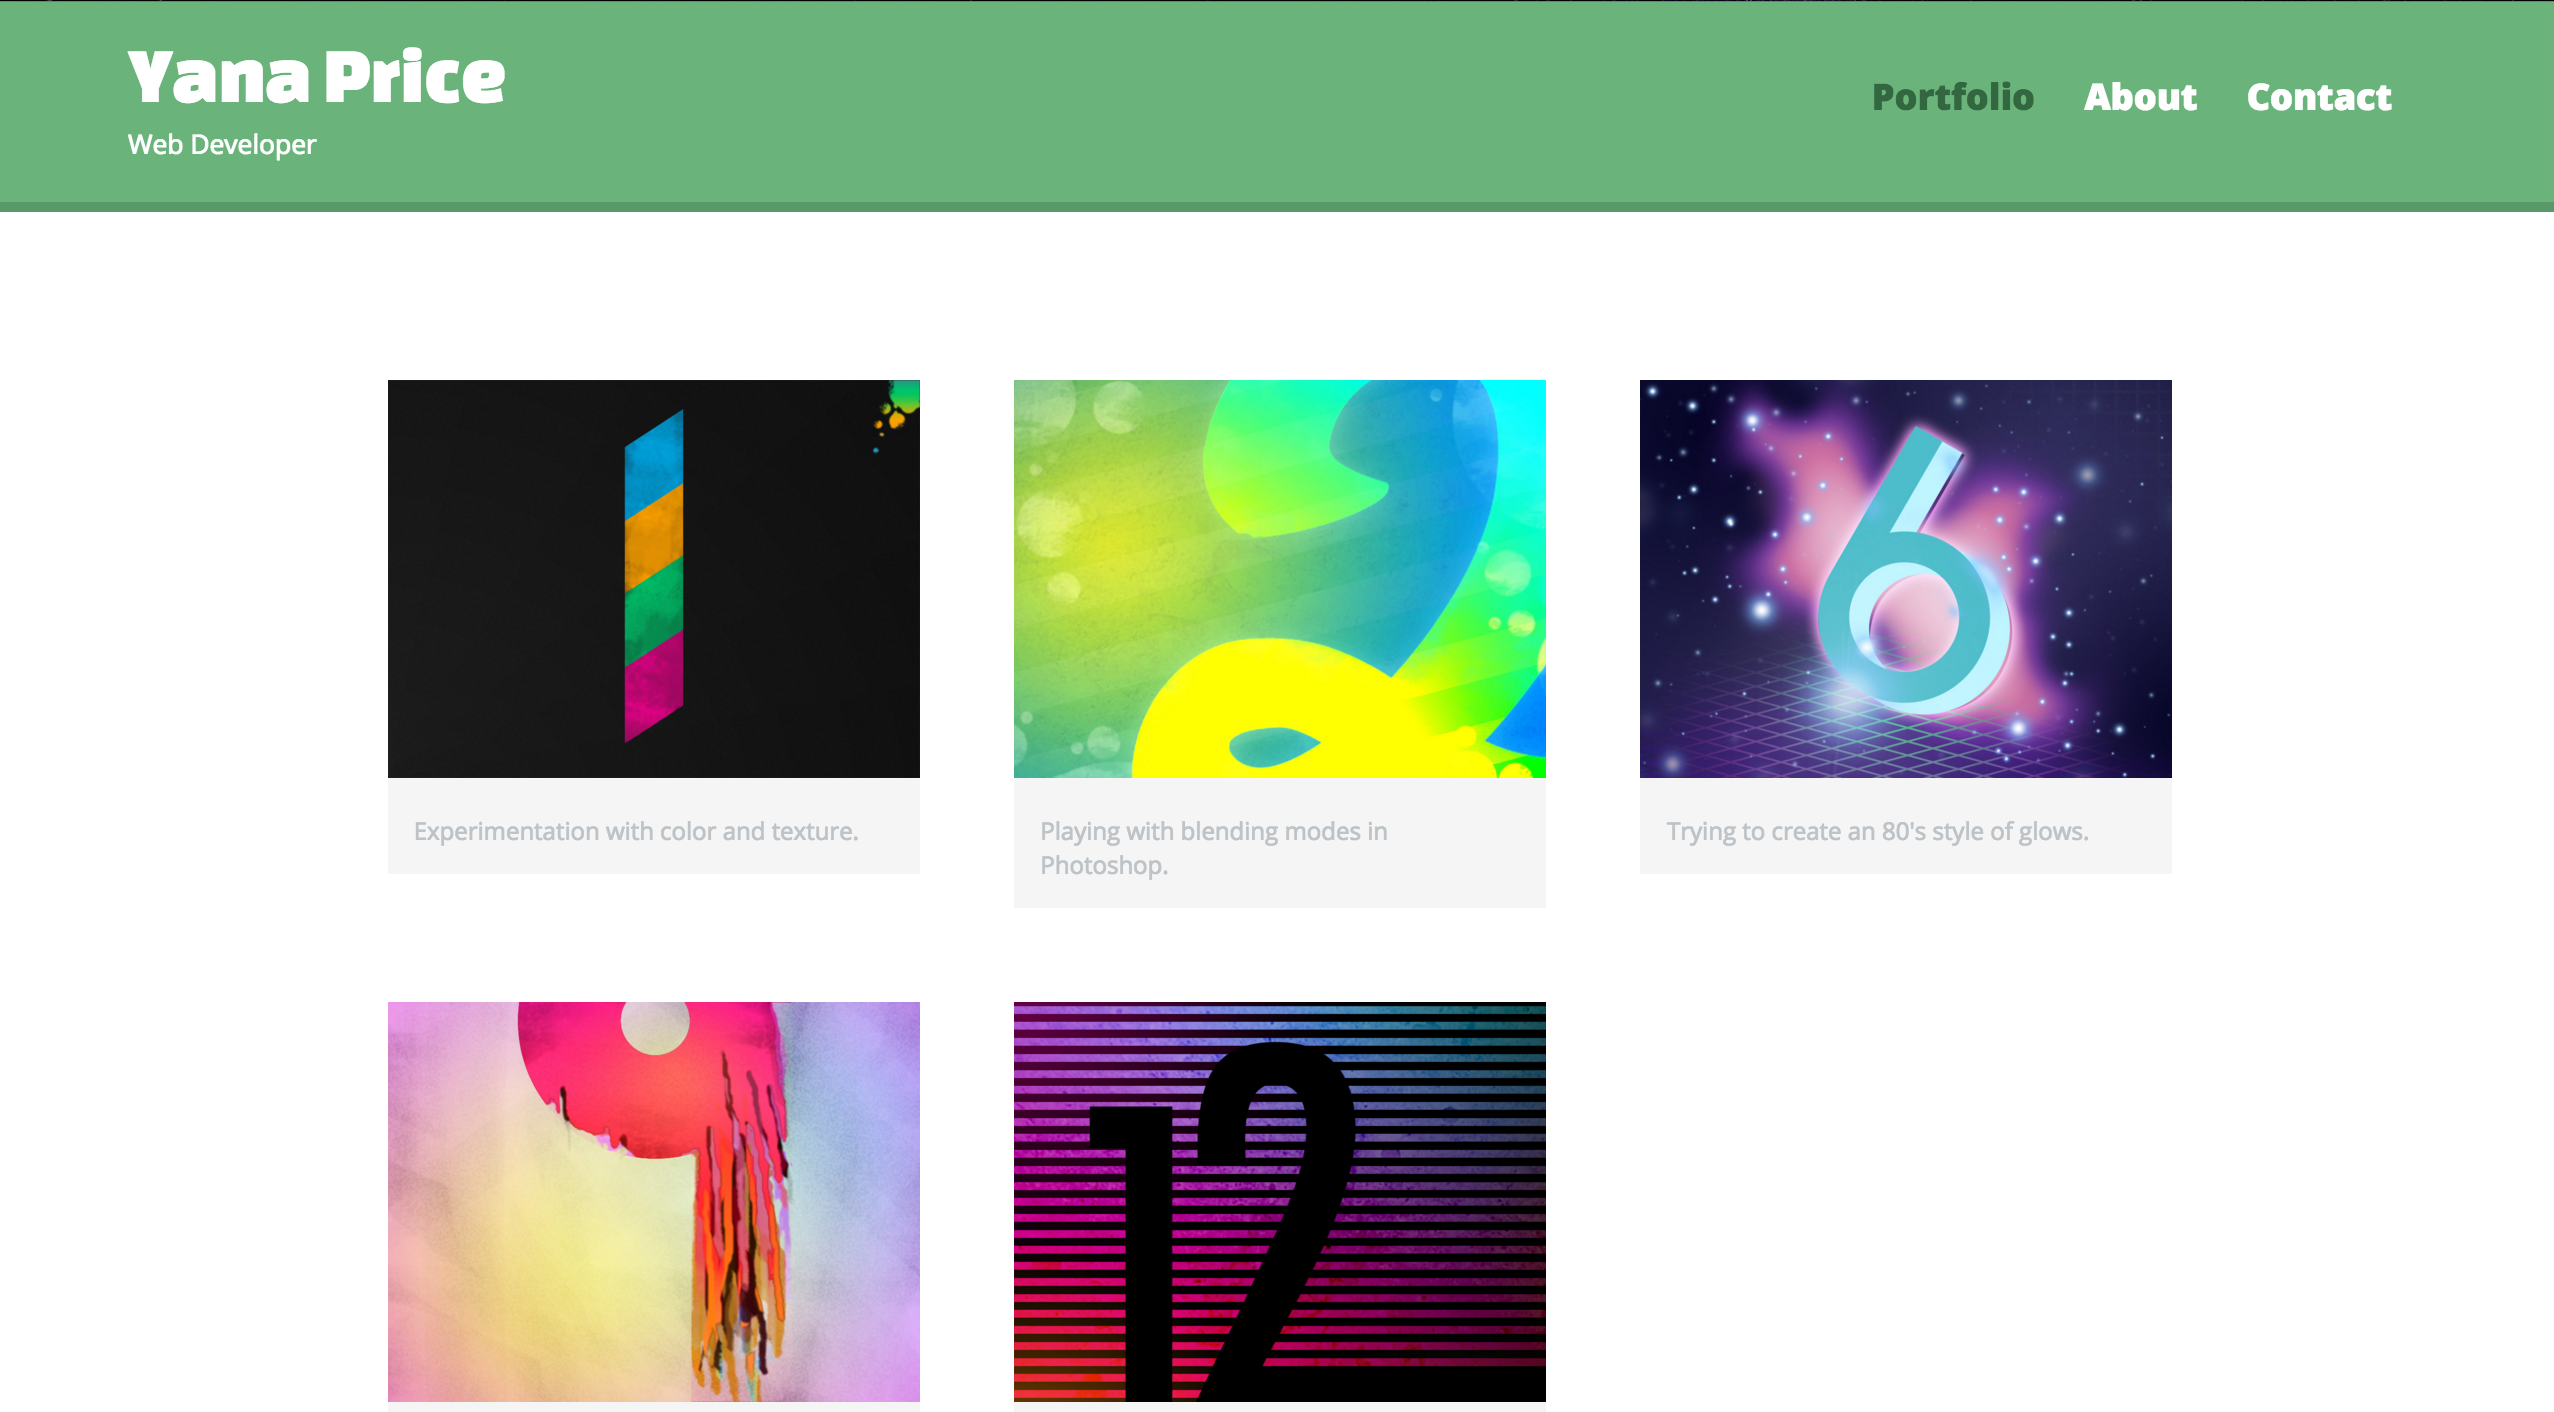 Yana Price
Web Developer
Portfolio About Contact
1
2
6
Experimentation with color and texture.
Playing with blending modes in
Photoshop.
Trying to create an 80's style of glows.
9
12